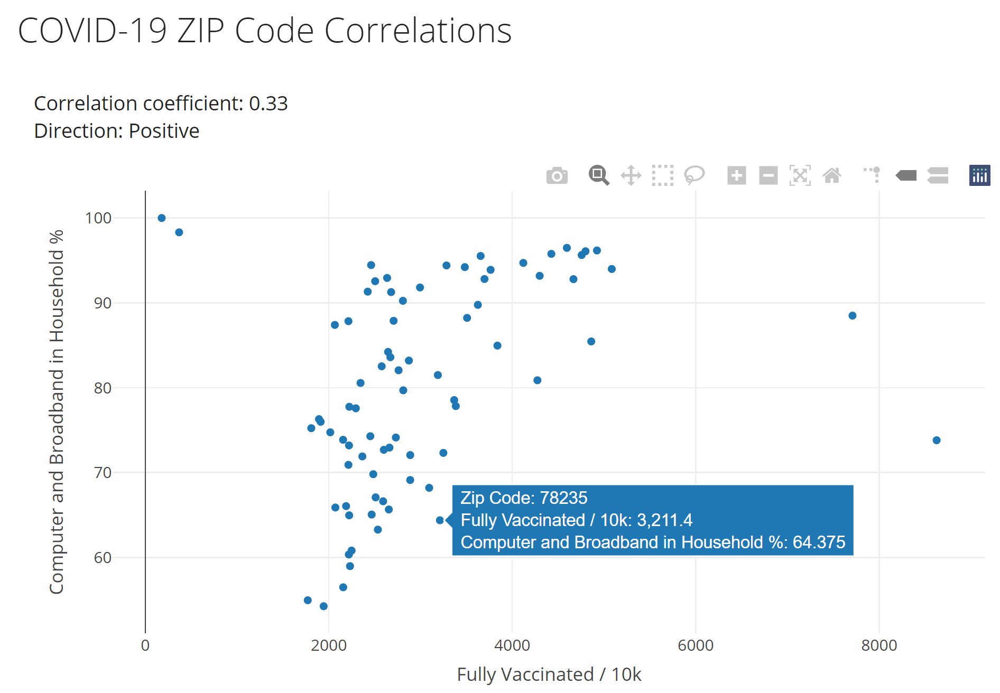 COVID-19 ZIP Code Correlations
Correlation coefficient: 0.33
Direction: Positive
100
90
80
70
60
Computer and Broadband in Household %
Zip Code: 78235
Fully Vaccinated / 10k: 3,211.4
Computer and Broadband in Household %: 64.375
0
2000
4000
6000
8000
Fully Vaccinated / 10k